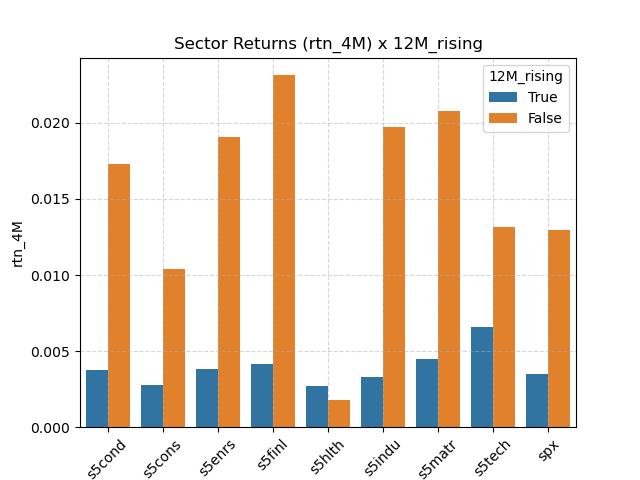 Sector Returns (rtn_4M) x 12M_rising
12M_rising
True
False
0.020
0.015
0.010
0.005
0.000
rtn_4M
s5cond
s5cons
s5enrs
s5finl
s5hlth
s5indu
s5matr
s5tech
spx